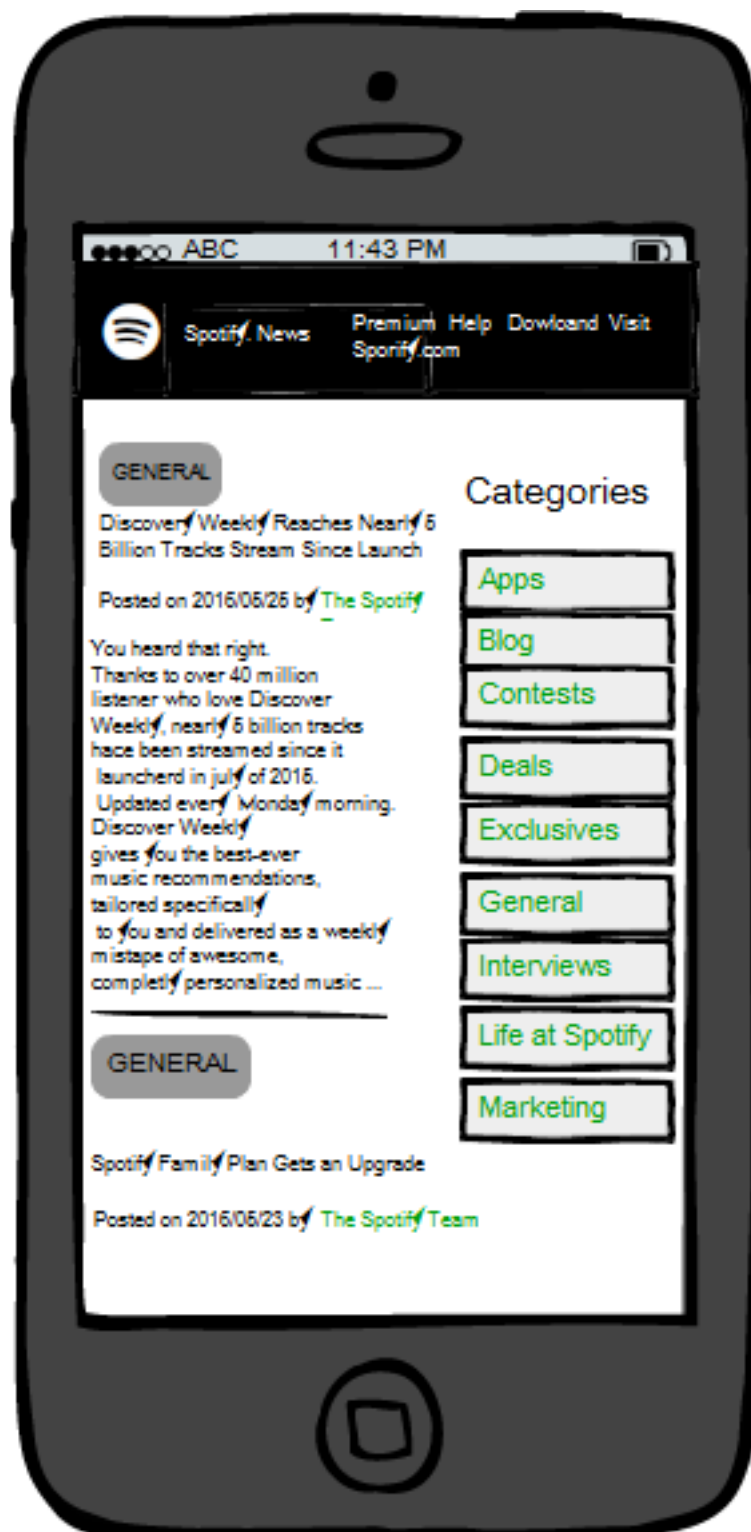 ABC 11:43 PM
Spotify. News
Premium Help Dowloand Visit
Sporify.com
GENERAL
Discovery Weekly Reaches Nearly 5
Billion Tracks Stream Since Launch
Posted on 2016/05/25 by The Spotify
You heard that right.
Thanks to over 40 million
listener who love Discover
Weekly, nearly 5 billion tracks
hace been streamed since it
launcherd in july of 2015.
Updated every Monday morning.
Discover Weekly
gives you the best-ever
music recommendations,
tailored specifically
to you and delivered as a weekly
mistape of awesome,
completly personalized music ...
GENERAL
Spotify Family Plan Gets an Upgrade
Posted on 2016/05/23 by The Spotify Team
Categories
Apps
Blog
Contests
Deals
Exclusives
General
Interviews
Life at Spotify
Marketing